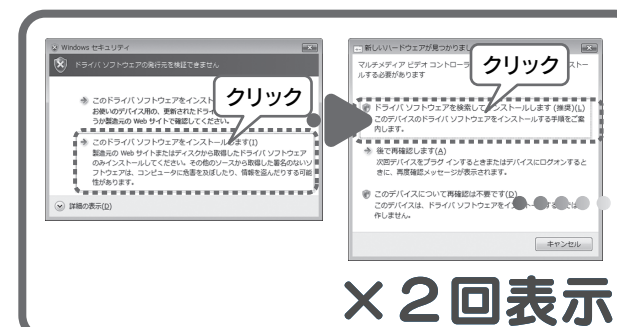 Windows セキュリティ
ドライバ ソフトウェアの発行元を検証できません
このドライバ ソフトウェアをインスト
お使いのデバイス用の、更新されたドライ
うか製造元の Web サイトで確認してください。
クリック
このドライバ ソフトウェアをインストールします(I)
製造元の Web サイトまたはディスクから取得したドライバ ソフトウェア
のみインストールしてください。その他のソースから取得した署名のないソ
フトウェアは、コンピュータに危害を及ぼしたり、情報を盗んだりする可能
性があります。
詳細の表示(D)
新しいハードウェアが見つかりまし
マルチメディア ビデオ コントローラ
ストー
ルする必要があります
クリック
ドライバ ソフトウェアを検索してインストールします (推奨)(L)
このデバイスのドライバ ソフトウェアをインストールする手順をご案
内します。
後で再確認します(A)
次回デバイスをプラグ インするときまたはデバイスにログオンすると
きに、再度確認メッセージが表示されます。
このデバイスについて再確認は不要です(D)
このデバイスは、ドライバ ソフトウェアをイ
作しません。
キャンセル
×2回表示